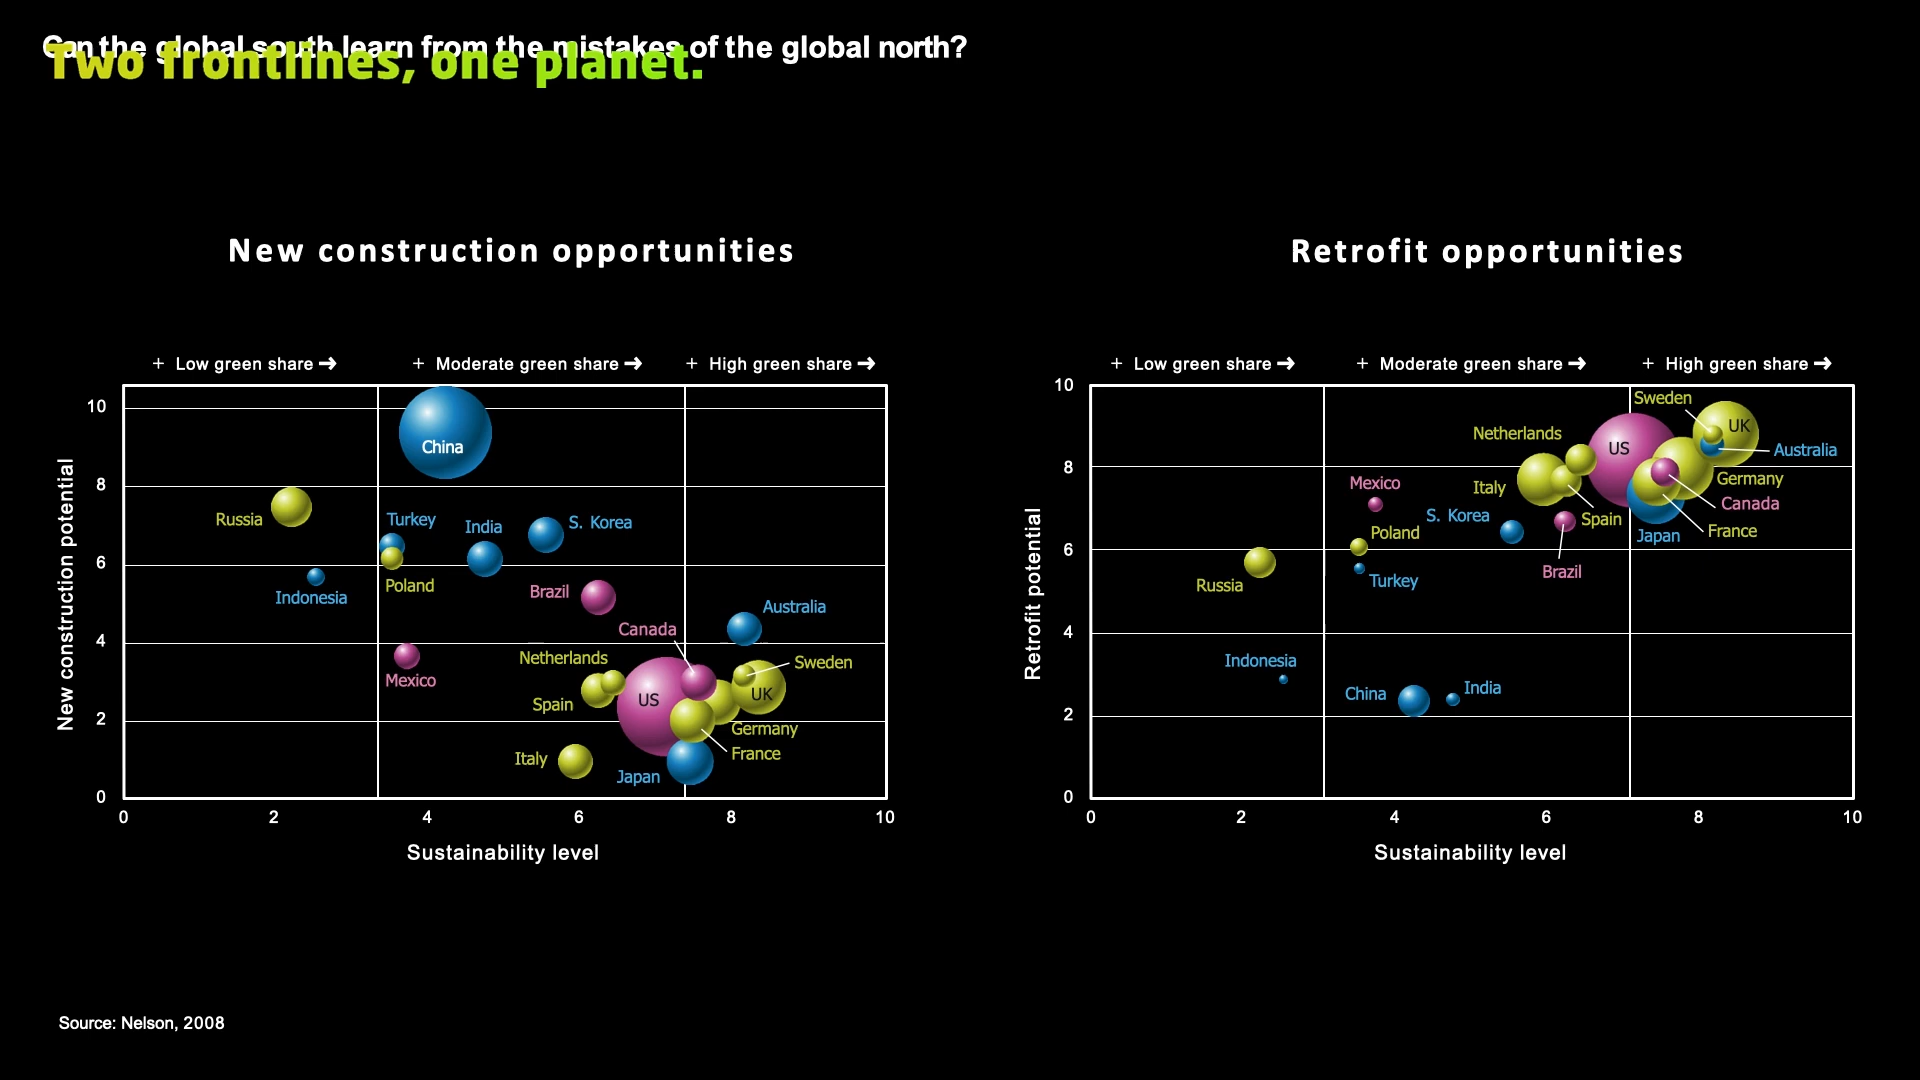 Can the global south learn from the mistakes of the global north?
Two frontlines, one planet.
New construction opportunities
+ Low green share →
+ Moderate green share →
+ High green share →
New construction potential
10
8
6
4
2
0
China
Russia
Turkey
India
S. Korea
Poland
Indonesia
Brazil
Australia
Canada
Netherlands
Sweden
Mexico
Spain
US
UK
Germany
France
Italy
Japan
0 2 4 6 8 10
Sustainability level
Retrofit opportunities
+ Low green share →
+ Moderate green share →
+ High green share →
Retrofit potential
10
8
6
4
2
0
Sweden
UK
Netherlands
US
Australia
Mexico
Italy
Germany
Canada
S. Korea
Spain
Poland
France
Japan
Brazil
Russia
Turkey
Indonesia
China
India
0 2 4 6 8 10
Sustainability level
Source: Nelson, 2008